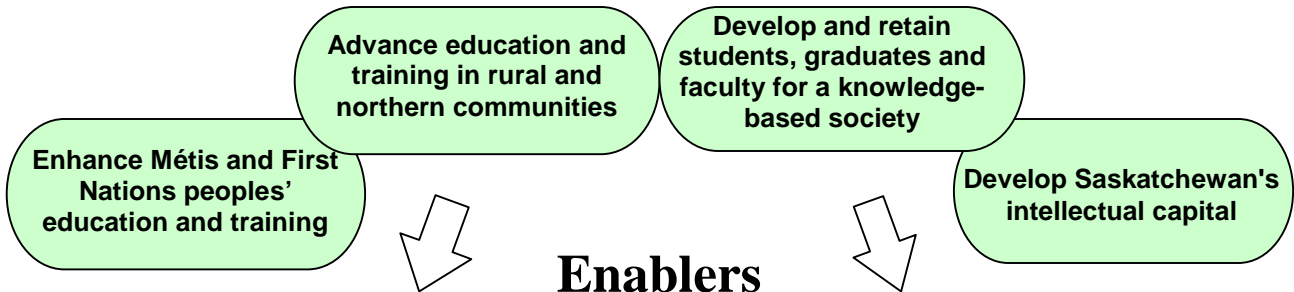 Advance education and
training in rural and
northern communities
Develop and retain
students, graduates and
faculty for a knowledge-
based society
Enhance Métis and First
Nations peoples’
education and training
Develop Saskatchewan's
intellectual capital
Enablers